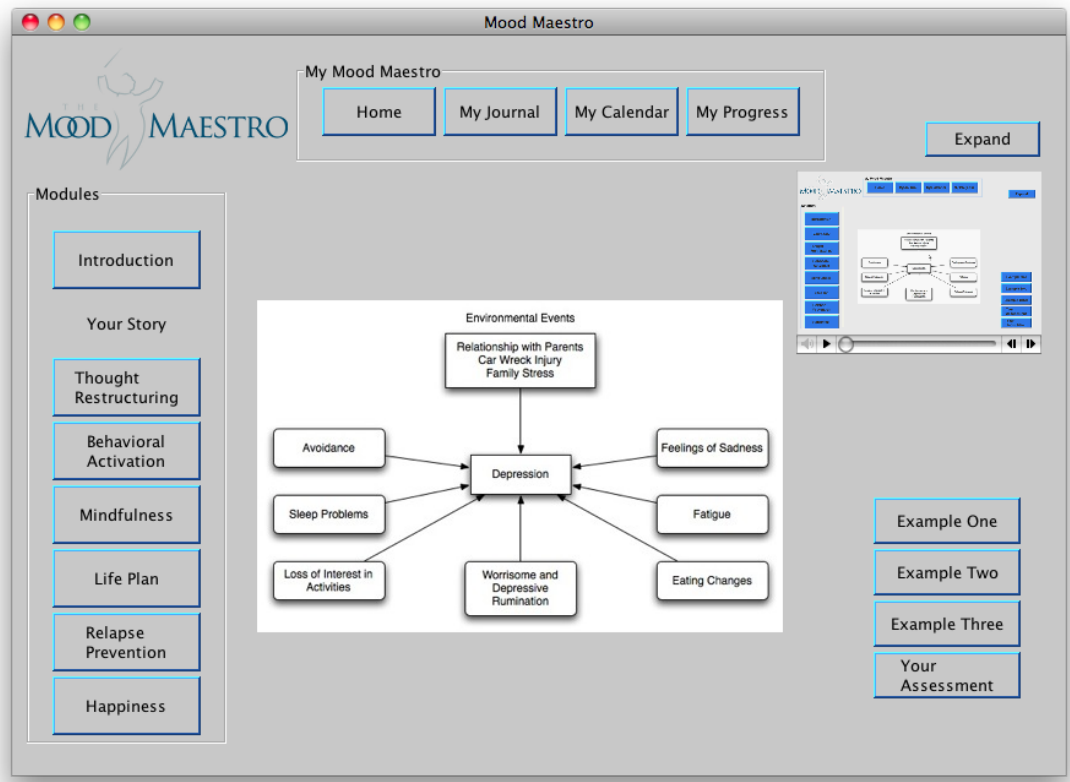 Mood Maestro
THE
MOOD MAESTRO
My Mood Maestro
Home
My Journal
My Calendar
My Progress
Expand
Modules
Introduction
Your Story
Thought
Restructuring
Behavioral
Activation
Mindfulness
Life Plan
Relapse
Prevention
Happiness
Environmental Events
Relationship with Parents
Car Wreck Injury
Family Stress
Avoidance
Feelings of Sadness
Depression
Sleep Problems
Fatigue
Loss of Interest in
Activities
Worrisome and
Depressive
Rumination
Eating Changes
Example One
Example Two
Example Three
Your
Assessment